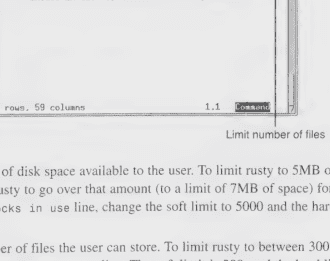 rows, 59 columns 1.1 Command
Limit number of files
of disk space available to the user. To limit rusty to 5MB
usty to go over that amount (to a limit of 7MB of space) for
ocks in use line, change the soft limit to 5000 and the har
er of files the user can store. To limit rusty to between 300